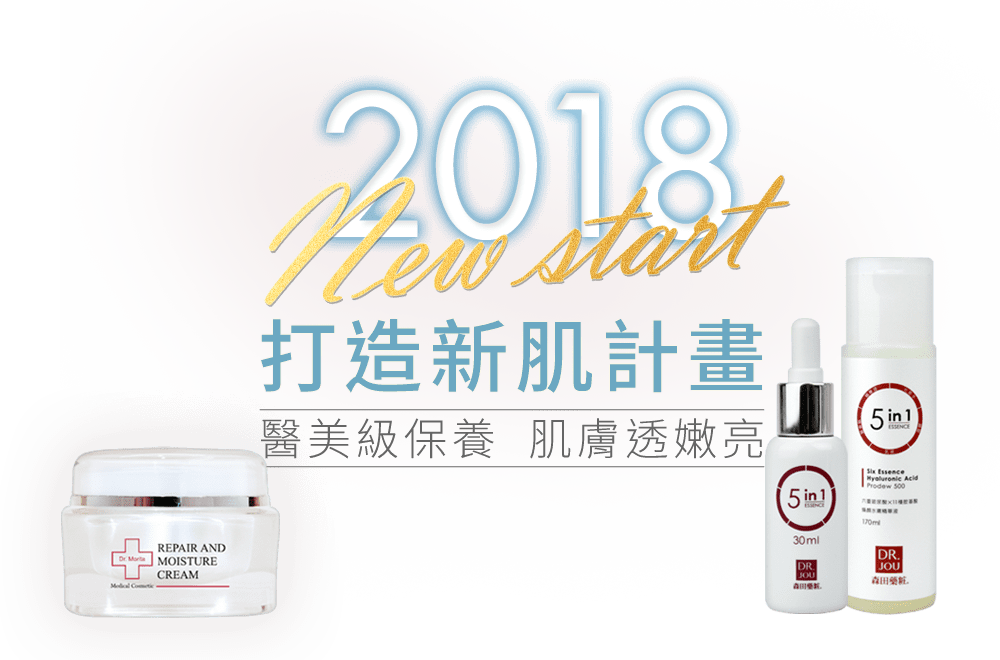 2018
New start
打造新肌計畫
醫美級保養 肌膚透嫩亮
Dr. Morita
REPAIR AND
MOISTURE
CREAM
Medical Cosmetic
5 in 1
ESSENCE
30ml
DR.
JOU
森田藥粧
5 in 1
ESSENCE
Six Essence
Hyaluronic Acid
Prodew 500
170ml
DR.
JOU
森田藥粧